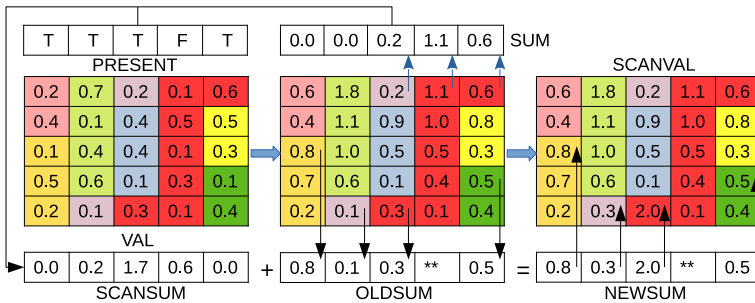 T T T F T 0.0 0.0 0.2 1.1 0.6 SUM
PRESENT SCANVAL
0.2 0.7 0.2 0.1 0.6 0.6 1.8 0.2 1.1 0.6 0.6 1.8 0.2 1.1 0.6
0.4 0.1 0.4 0.5 0.5 0.4 1.1 0.9 1.0 0.8 0.4 1.1 0.9 1.0 0.8
0.1 0.4 0.4 0.1 0.3 0.8 1.0 0.5 0.5 0.3 0.8 1.0 0.5 0.5 0.3
0.5 0.6 0.1 0.3 0.1 0.7 0.6 0.1 0.4 0.5 0.7 0.6 0.1 0.4 0.5
0.2 0.1 0.3 0.1 0.4 0.2 0.1 0.3 0.1 0.4 0.2 0.3 2.0 0.1 0.4
VAL
0.0 0.2 1.7 0.6 0.0 + 0.8 0.1 0.3 ** 0.5 = 0.8 0.3 2.0 ** 0.5
SCANSUM OLDSUM NEWSUM